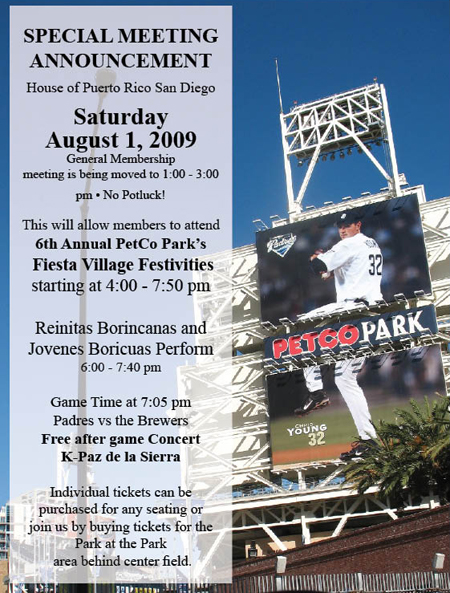 SPECIAL MEETING
ANNOUNCEMENT
House of Puerto Rico San Diego
Saturday
August 1, 2009
General Membership
meeting is being moved to 1:00 - 3:00
pm • No Potluck!
This will allow members to attend
6th Annual PetCo Park's
Fiesta Village Festivities
starting at 4:00 - 7:50 pm
Reinitas Borincanas and
Jovenes Boricuas Perform
6:00 - 7:40 pm
Game Time at 7:05 pm
Padres vs the Brewers
Free after game Concert
K-Paz de la Sierra
Individual tickets can be
purchased for any seating or
join us by buying tickets for the
Park at the Park
area behind center field.
Padres
32
PETCO PARK
CHRIS
YOUNG
32